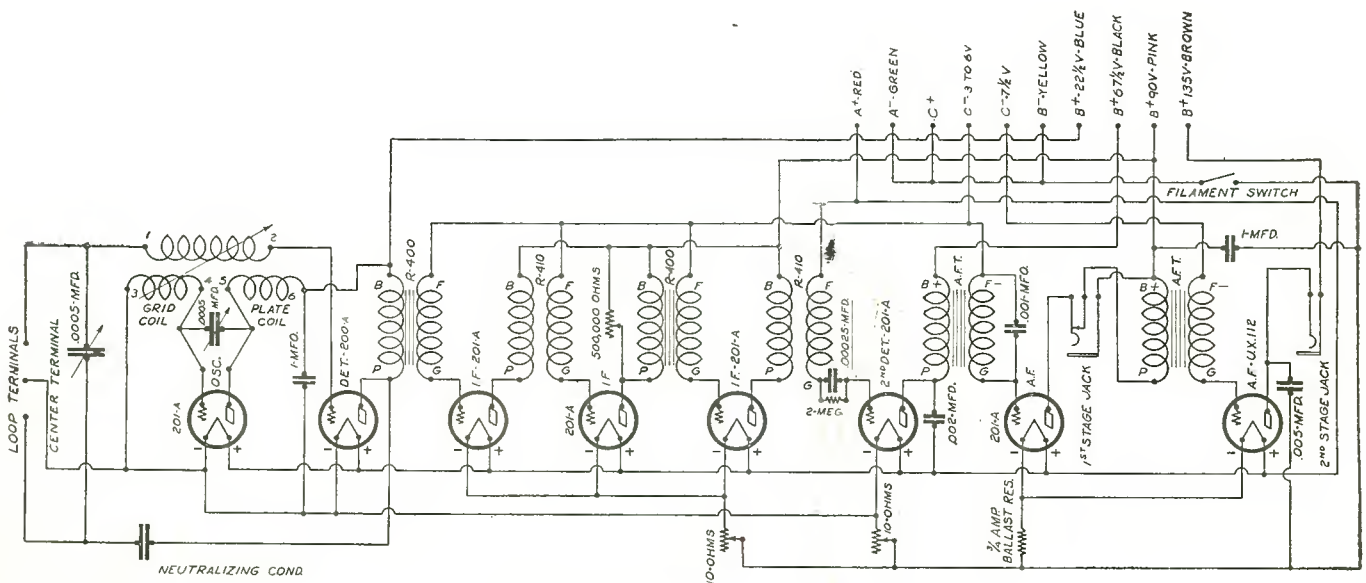 LOOP TERMINALS
CENTER TERMINAL
.0005-MFD.
1
2
3
GRID
COIL
4
.0005
MFD.
5
PLATE
COIL
6
OSC.
201-A
- +
1-MFD.
DET.-200-A
- +
NEUTRALIZING COND.
B
R-400
F
P
G
I F-201-A
- +
B
R-410
F
P
G
500,000 OHMS
I F
201-A
- +
B
R-400
F
P
G
I F-201-A
- +
10-OHMS
B
R-410
F
P
G
.00025-MFD.
2-MEG.
2ND DET.-201-A
- +
10-OHMS
.002-MFD.
B+
A.F.T.
F-
P
G
.001-MFD.
A.F.
201-A
- +
3/4 AMP.
BALLAST RES.
1ST STAGE JACK
B+
A.F.T.
F-
P
G
1-MFD.
A.F.-U.X.112
- +
.005-MFD.
2ND STAGE JACK
FILAMENT SWITCH
A+-RED
A--GREEN
C+
C-3 TO 6V
C-7½ V
B--YELLOW
B+-22½V-BLUE
B+67½V-BLACK
B+90V-PINK
B+135V-BROWN